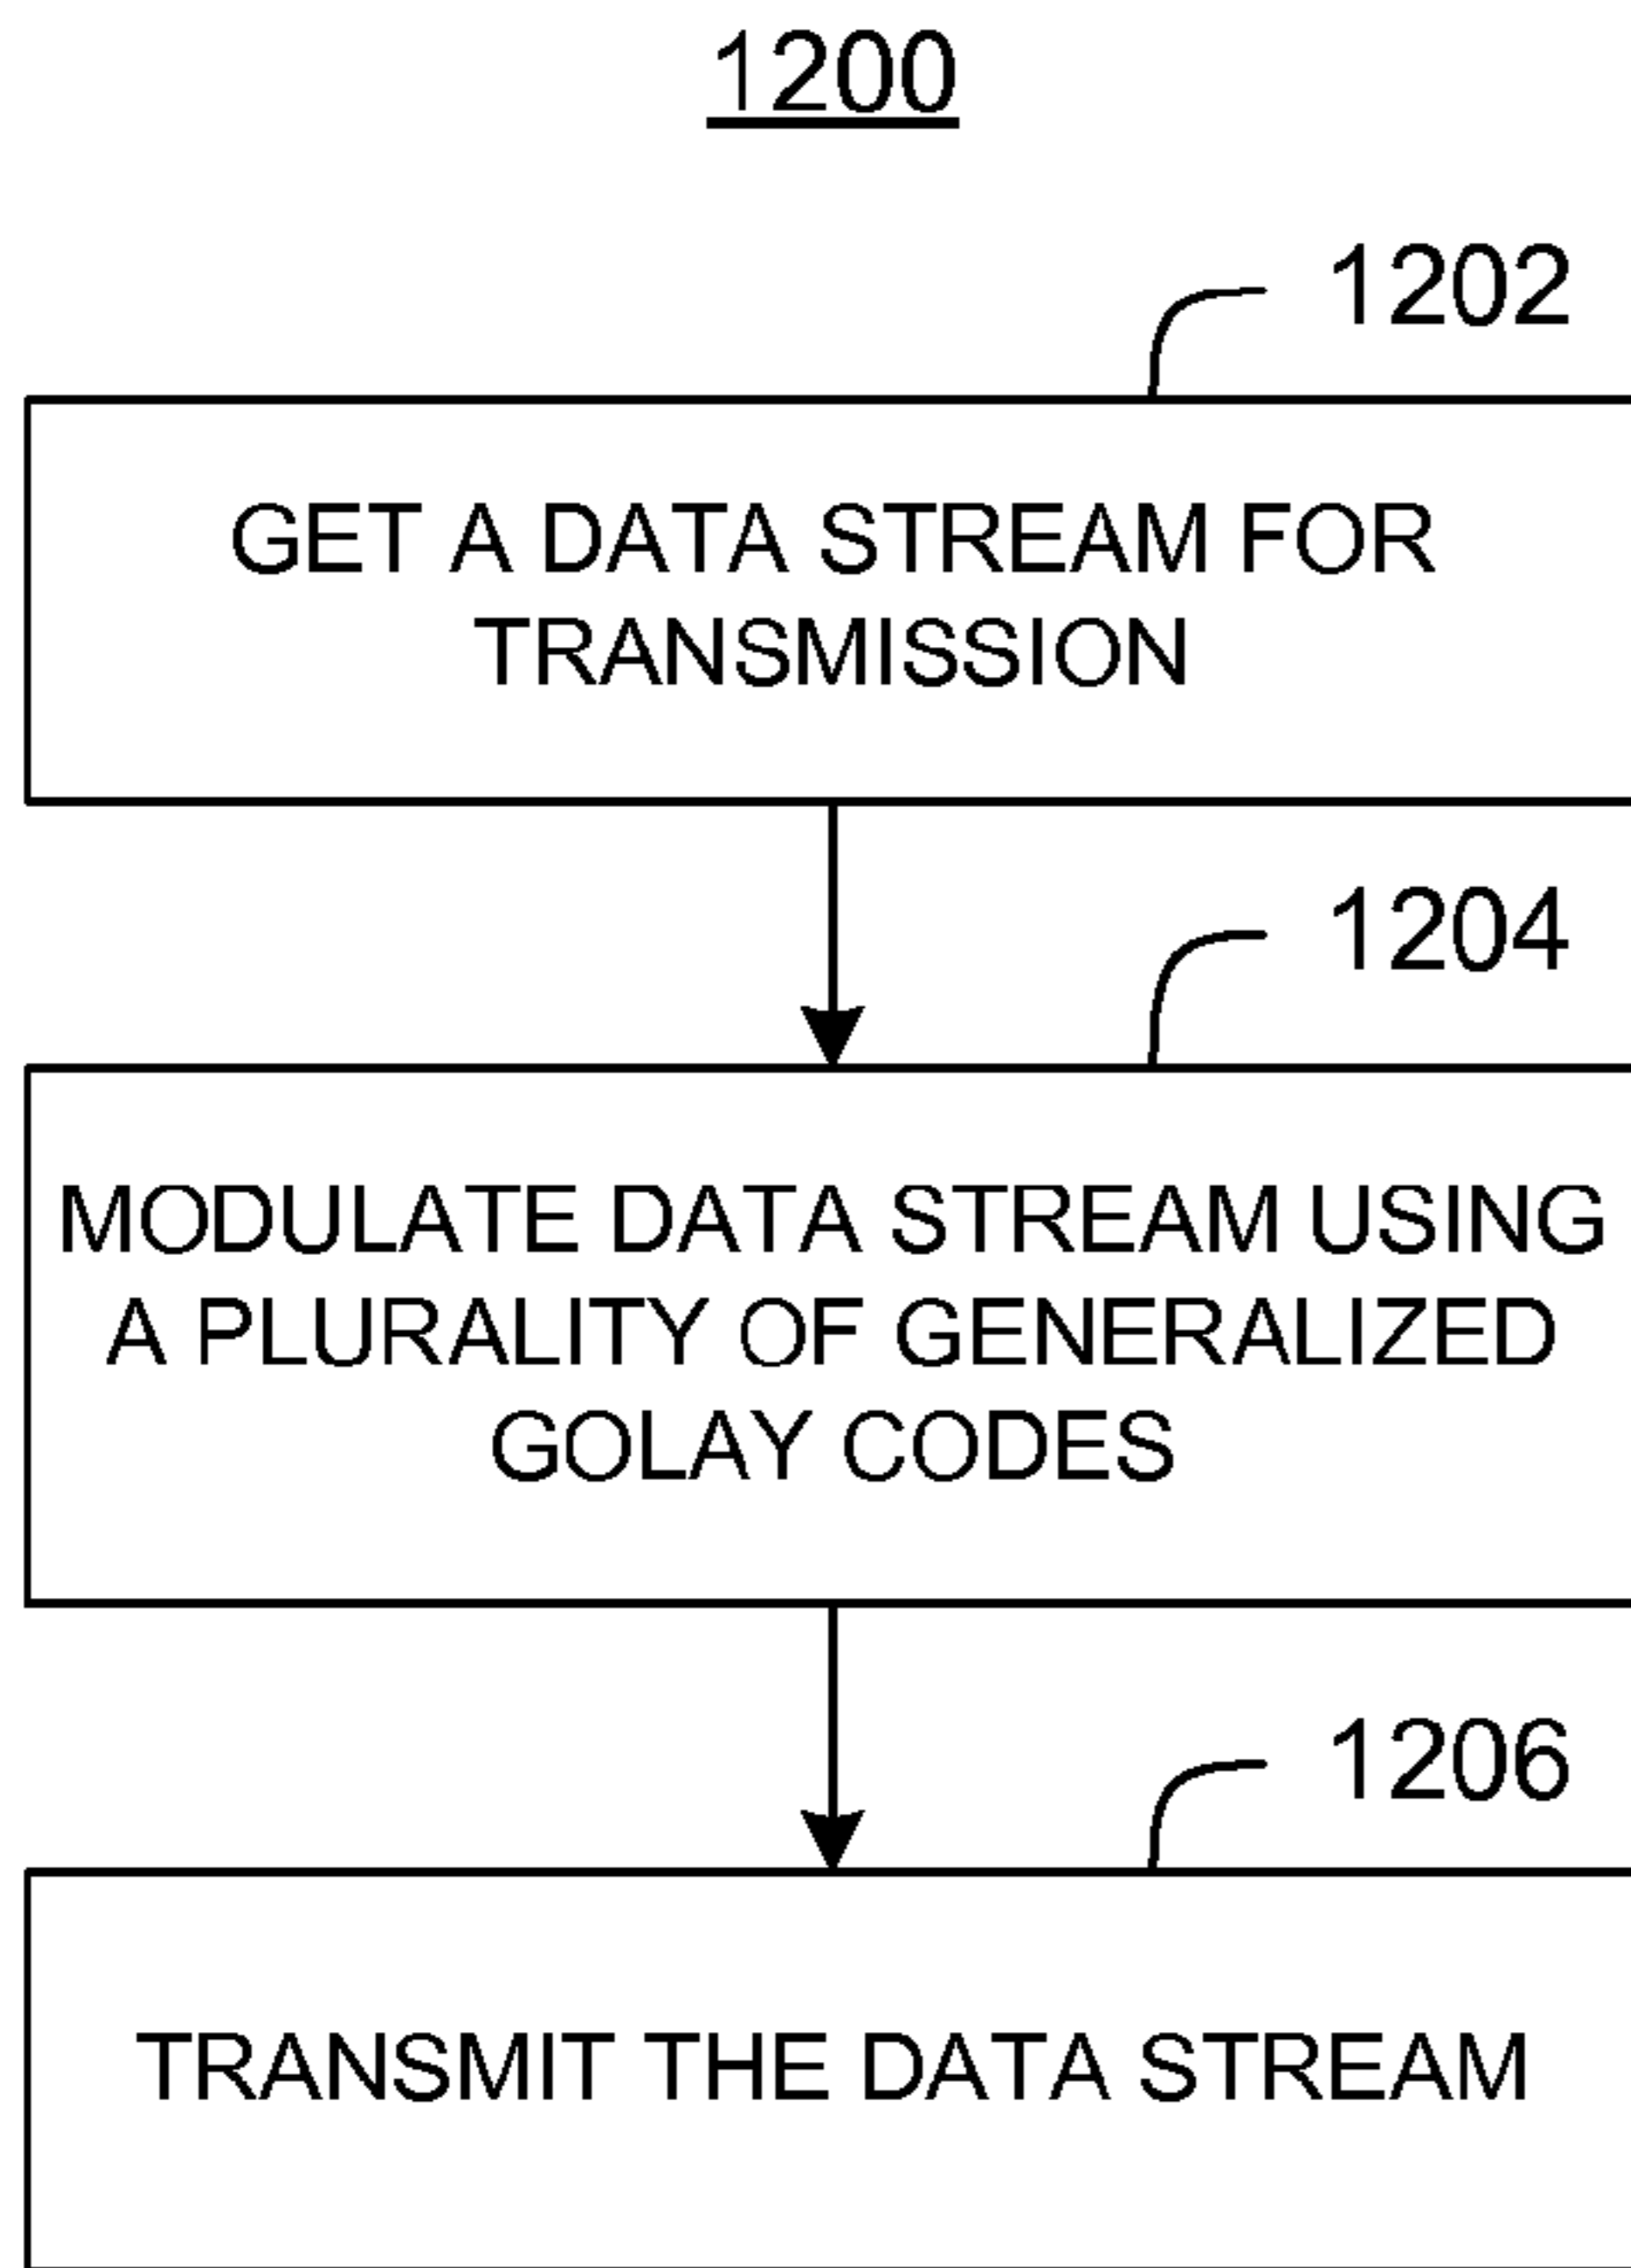 1200
1202
GET A DATA STREAM FOR
TRANSMISSION
1204
MODULATE DATA STREAM USING
A PLURALITY OF GENERALIZED
GOLAY CODES
1206
TRANSMIT THE DATA STREAM